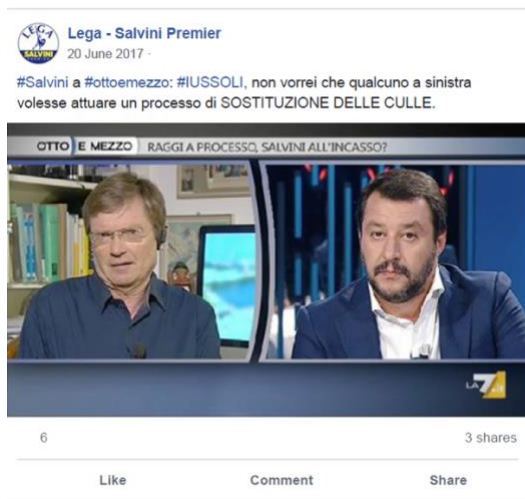 LEGA
SALVINI
Lega - Salvini Premier
20 June 2017 ·
#Salvini a #ottoemezzo: #IUSSOLI, non vorrei che qualcuno a sinistra
volesse attuare un processo di SOSTITUZIONE DELLE CULLE.
OTTO E MEZZO RAGGI A PROCESSO, SALVINI ALL'INCASSO?
LA7.it
6 3 shares
Like Comment Share